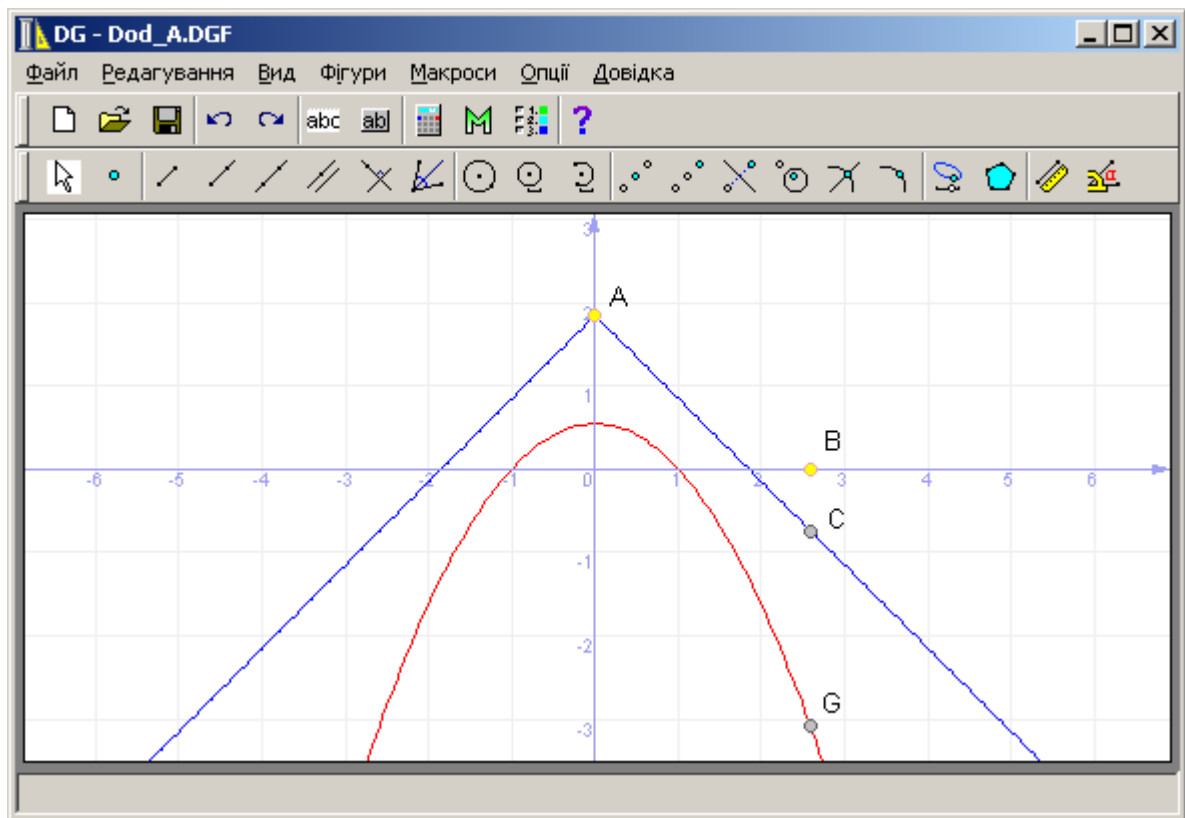 DG - Dod_A.DGF
Файл Редагування Вид Фігури Макроси Опції Довідка
abc ab M ?
3
A
2
1
B
-6 -5 -4 -3 -2 -1 0 1 2 3 4 5 6
C
-1
-2
G
-3